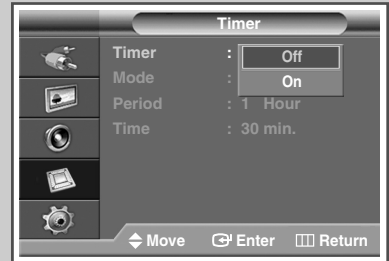 Timer
Timer : Off
On
Mode :
Period : 1 Hour
Time : 30 min.
Move Enter Return